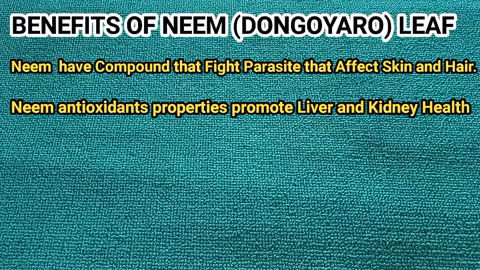 BENEFITS OF NEEM (DONGOYARO) LEAF
Neem have Compound that Fight Parasite that Affect Skin and Hair.
Neem antioxidants properties promote Liver and Kidney Health